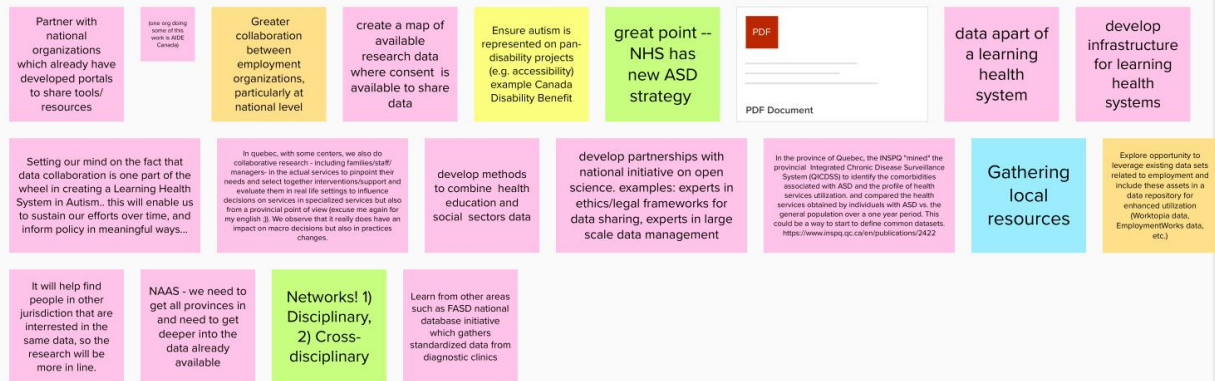 Partner with
national
organizations
which already have
developed portals
to share tools/
resources
(one org doing
some of this
work is AIDE
Canada)
Greater
collaboration
between
employment
organizations,
particularly at
national level
create a map of
available
research data
where consent is
available to share
data
Ensure autism is
represented on pan-
disability projects
(e.g. accessibility)
example Canada
Disability Benefit
great point --
NHS has
new ASD
strategy
PDF
PDF Document
data apart of
a learning
health
system
develop
infrastructure
for learning
health
systems
Setting our mind on the fact that
data collaboration is one part of the
wheel in creating a Learning Health
System in Autism.. this will enable us
to sustain our efforts over time, and
inform policy in meaningful ways...
In quebec, with some centers, we also do
collaborative research - including families/staff/
managers- in the actual services to pinpoint their
needs and select together interventions/support and
evaluate them in real life settings to influence
decisions on services in specialized services but also
from a provincial point of view (excuse me again for
my english :)). We observe that it really does have an
impact on macro decisions but also in practices
changes.
develop methods
to combine health
education and
social sectors data
develop partnerships with
national initiative on open
science. examples: experts in
ethics/legal frameworks for
data sharing, experts in large
scale data management
In the province of Quebec, the INSPQ "mined" the
provincial Integrated Chronic Disease Surveillance
System (QICDSS) to identify the comorbidities
associated with ASD and the profile of health
services utilization. and compared the health
services obtained by individuals with ASD vs. the
general population over a one year period. This
could be a way to start to define common datasets.
https://www.inspq.qc.ca/en/publications/2422
Gathering
local
resources
Explore opportunity to
leverage existing data sets
related to employment and
include these assets in a
data repository for
enhanced utilization
(Worktopia data,
EmploymentWorks data,
etc.)
It will help find
people in other
jurisdiction that are
interrested in the
same data, so the
research will be
more in line.
NAAS - we need to
get all provinces in
and need to get
deeper into the
data already
available
Networks! 1)
Disciplinary,
2) Cross-
disciplinary
Learn from other areas
such as FASD national
database initiative
which gathers
standardized data from
diagnostic clinics